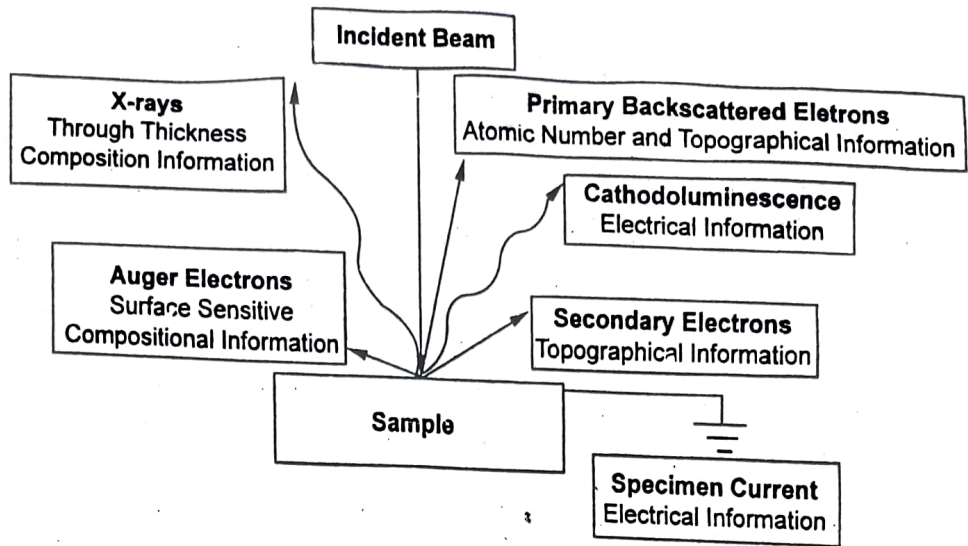 Incident Beam
X-rays
Through Thickness
Composition Information
Primary Backscattered Eletrons
Atomic Number and Topographical Information
Cathodoluminescence
Electrical Information
Auger Electrons
Surface Sensitive
Compositional Information
Secondary Electrons
Topographical Information
Sample
Specimen Current
Electrical Information